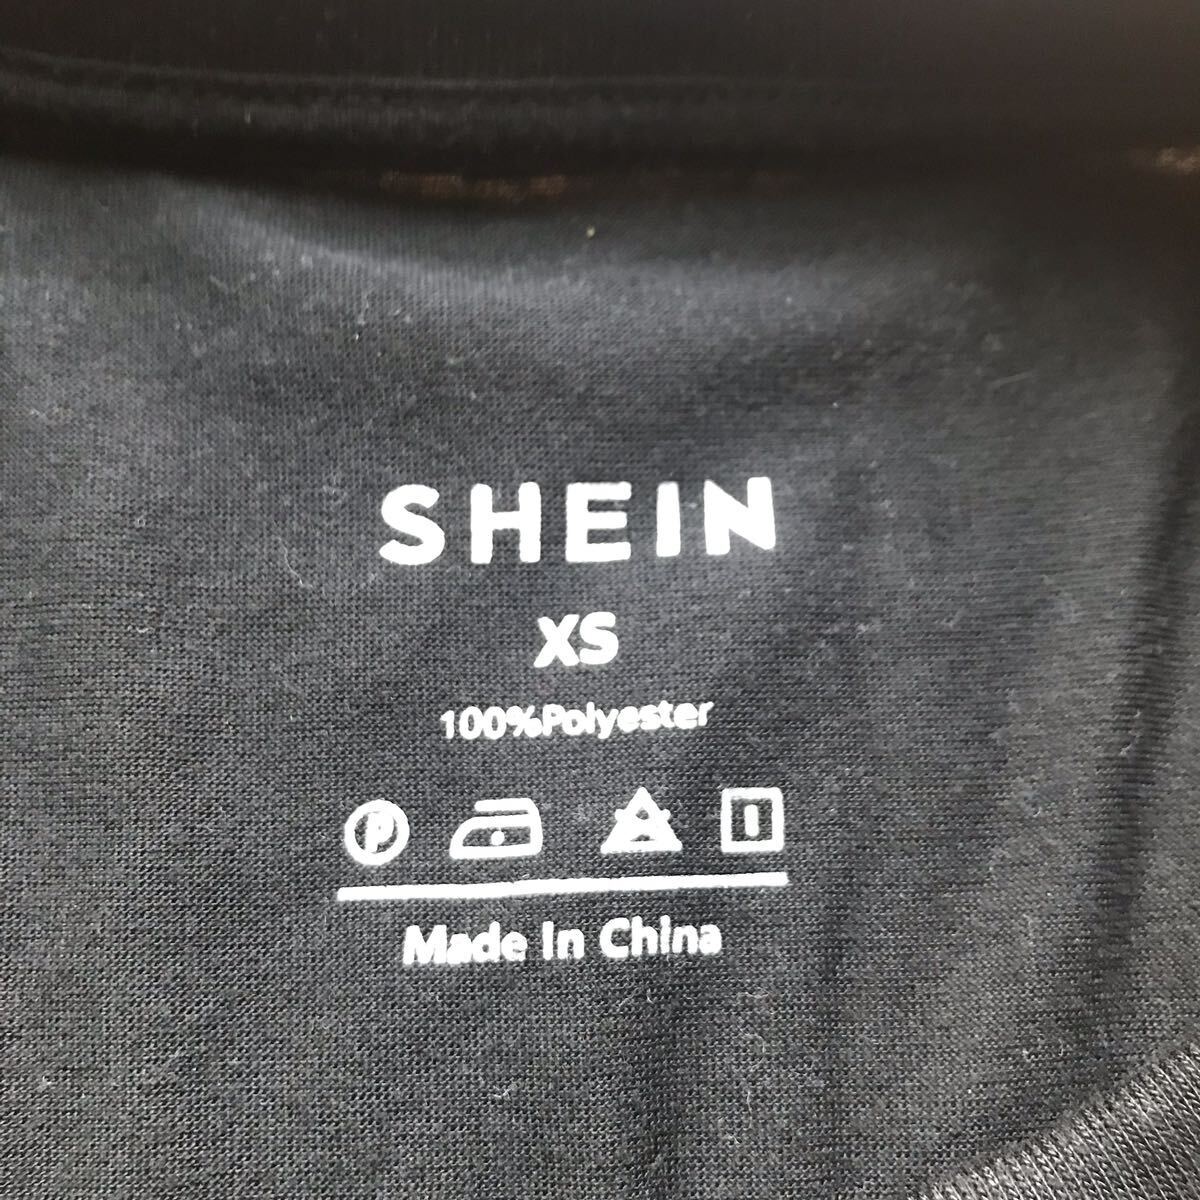 SHEIN
XS
100%Polyester
P
Made In China